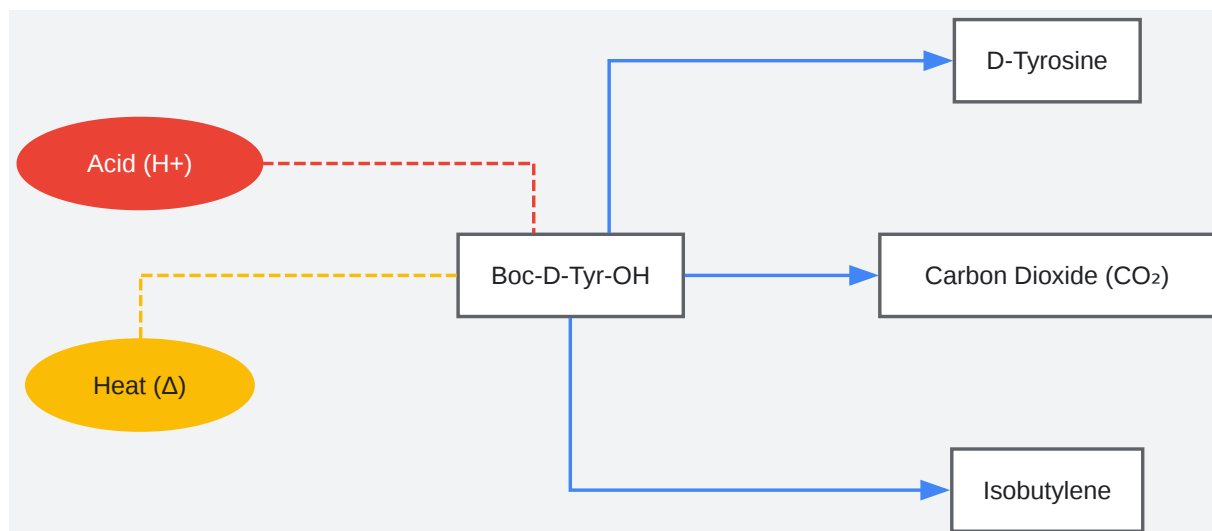 D-Tyrosine
Acid (H+)
Boc-D-Tyr-OH
Carbon Dioxide (CO₂)
Heat (Δ)
Isobutylene